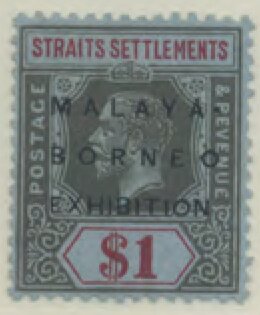 STRAITS SETTLEMENTS
POSTAGE
& REVENUE
MALAYA
BORNEO
EXHIBITION
$1